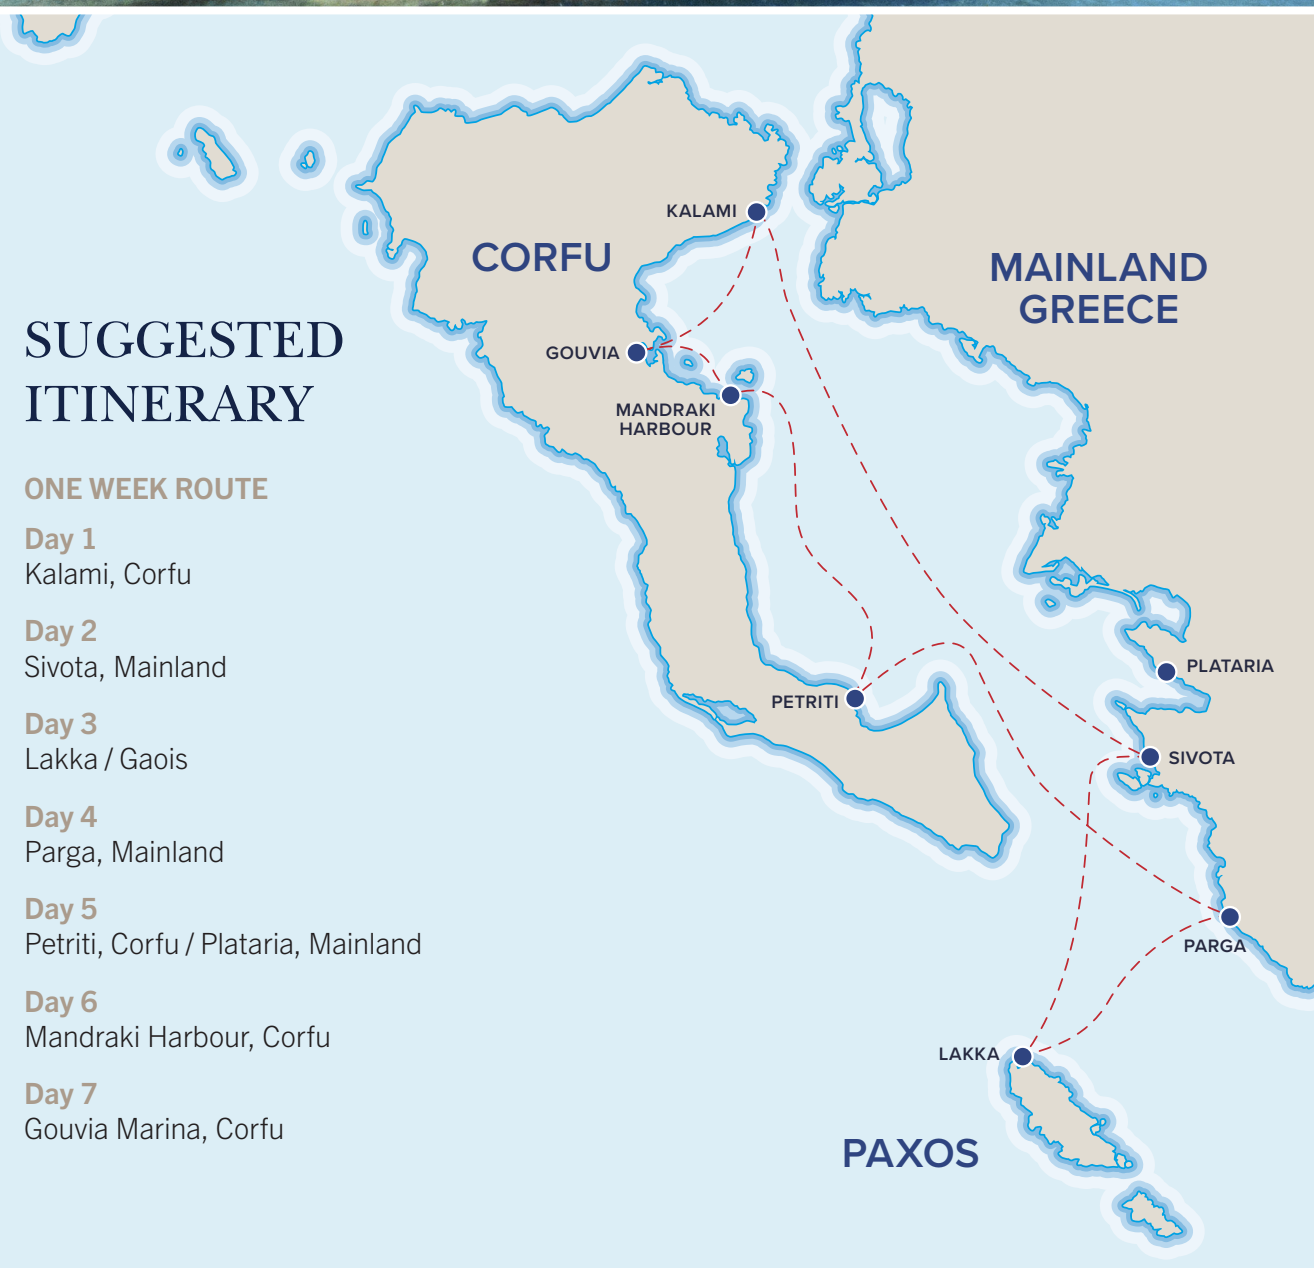 SUGGESTED
ITINERARY
ONE WEEK ROUTE
Day 1
Kalami, Corfu
Day 2
Sivota, Mainland
Day 3
Lakka / Gaois
Day 4
Parga, Mainland
Day 5
Petriti, Corfu / Plataria, Mainland
Day 6
Mandraki Harbour, Corfu
Day 7
Gouvia Marina, Corfu
KALAMI
CORFU
MAINLAND
GREECE
GOUVIA
MANDRAKI
HARBOUR
PLATARIA
PETRITI
SIVOTA
PARGA
LAKKA
PAXOS